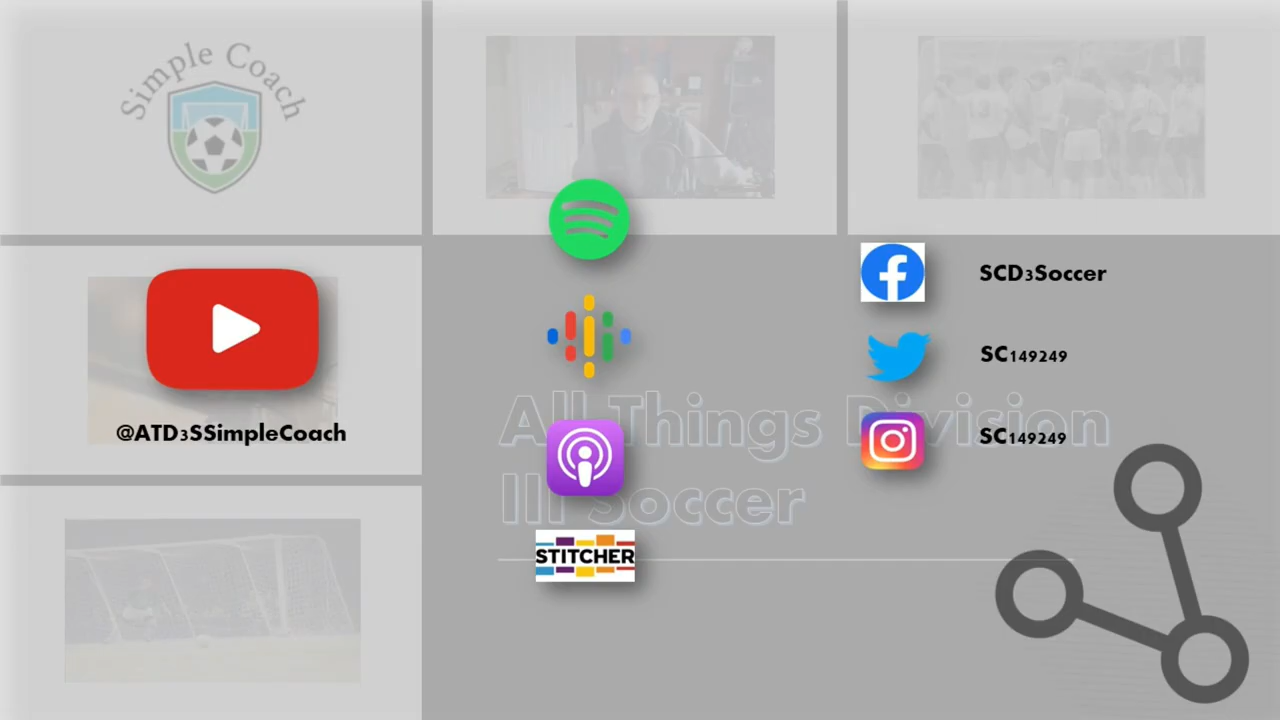 Simple Coach
@ATD3SSimpleCoach
STITCHER
All Things Division
III Soccer
SCD3Soccer
SC149249
SC149249